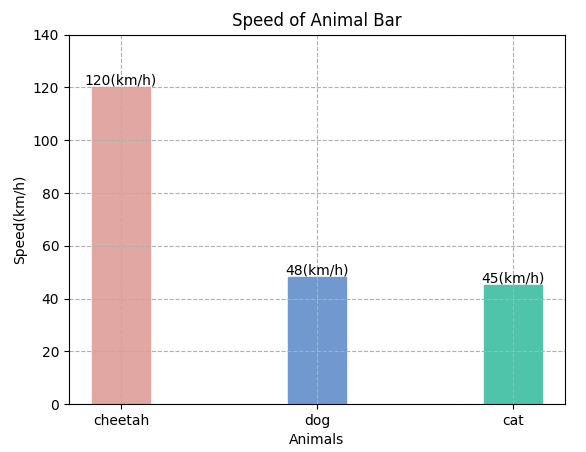 Speed of Animal Bar
140
120
100
80
60
40
20
0
Speed(km/h)
120(km/h)
48(km/h)
45(km/h)
cheetah dog cat
Animals